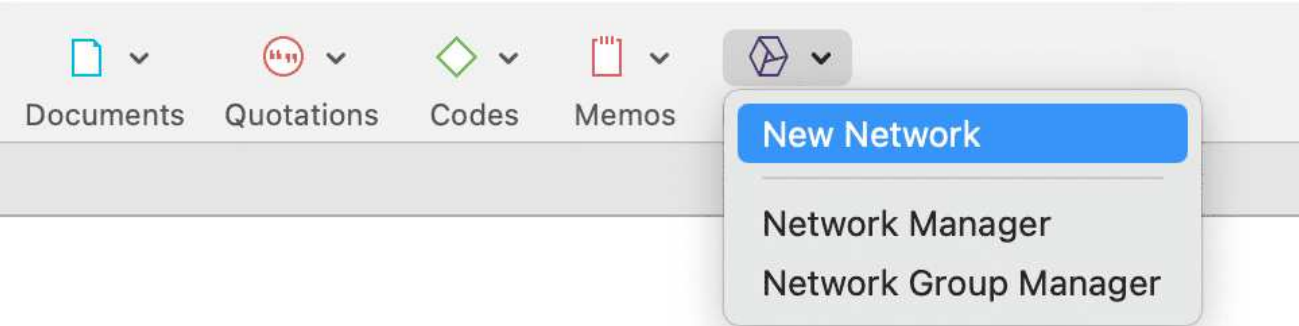 Documents
Quotations
Codes
Memos
New Network
Network Manager
Network Group Manager